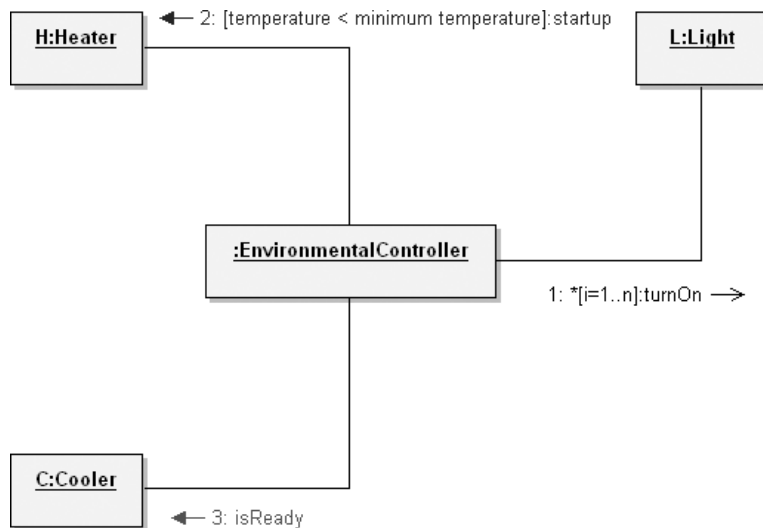 2: [temperature < minimum temperature]:startup
H:Heater
L:Light
:EnvironmentalController
1: *[i=1..n]:turnOn
C:Cooler
3: isReady